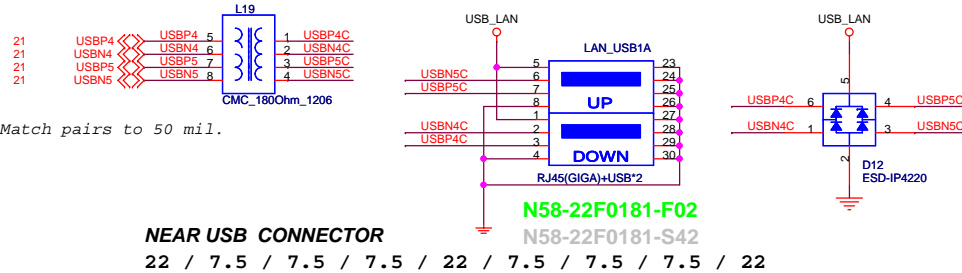 L19
21 USBP4 USBP4 5 1 USBP4C
21 USBN4 USBN4 6 2 USBN4C
21 USBP5 USBP5 7 3 USBP5C
21 USBN5 USBN5 8 4 USBN5C
CMC_180Ohm_1206
Match pairs to 50 mil.
USB_LAN
LAN_USB1A
5 23
USBN5C 6 24
USBP5C 7 25
8 UP 26
1 27
USBN4C 2 28
USBP4C 3 29
4 DOWN 30
RJ45(GIGA)+USB*2
N58-22F0181-F02
N58-22F0181-S42
USB_LAN
5
USBP4C 6 4 USBP5C
USBN4C 1 3 USBN5C
2
D12
ESD-IP4220
NEAR USB CONNECTOR
22 / 7.5 / 7.5 / 7.5 / 22 / 7.5 / 7.5 / 7.5 / 22